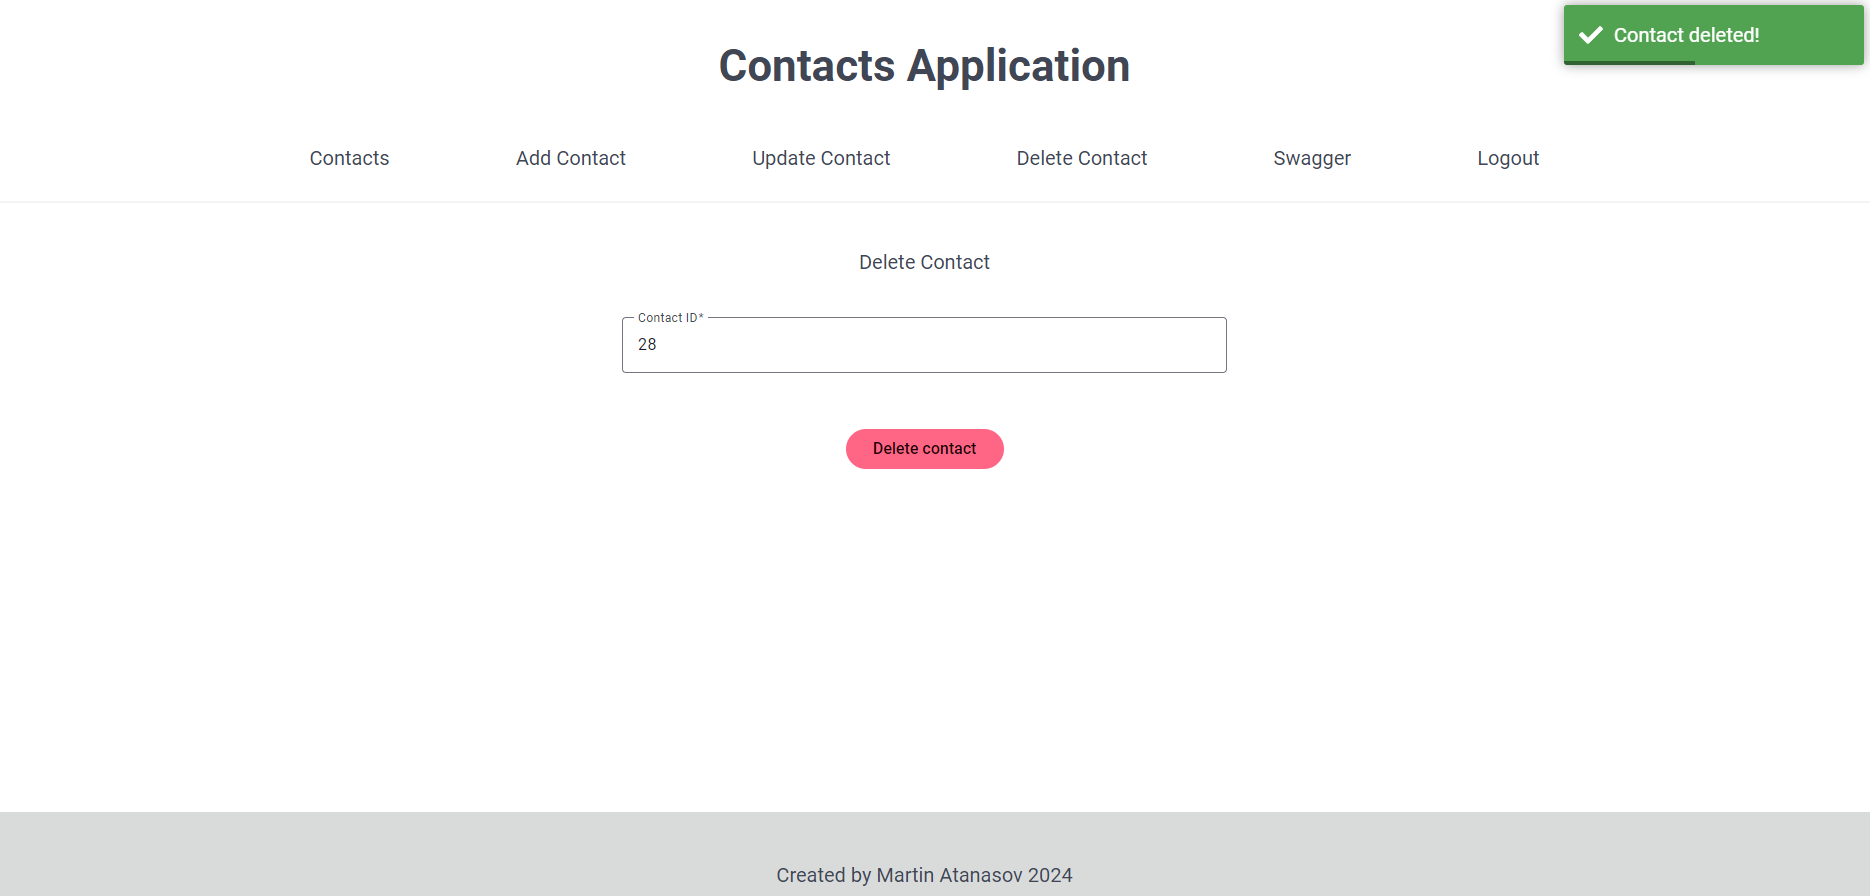 Contact deleted!
Contacts Application
Contacts Add Contact Update Contact Delete Contact Swagger Logout
Delete Contact
Contact ID*
28
Delete contact
Created by Martin Atanasov 2024